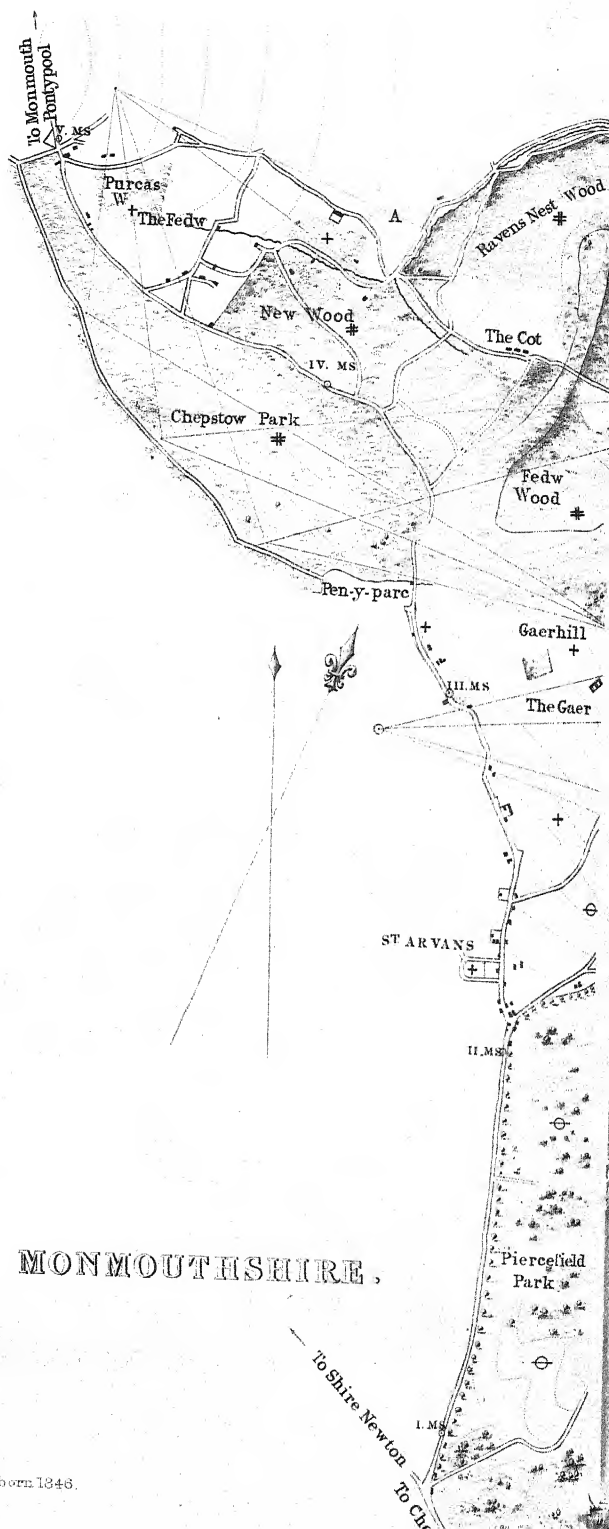 To Monmouth
Pontypool
V. MS
Purcas
W
The Fedw
A
Ravens Nest Wood
New Wood
The Cot
IV. MS
Chepstow Park
Fedw
Wood
Pen-y-parc
Gaerhill
III. MS
The Gaer
ST ARVANS
II. MS
MONMOUTHSHIRE.
Piercefield
Park
To Shire Newton
I. MS
To
1846.